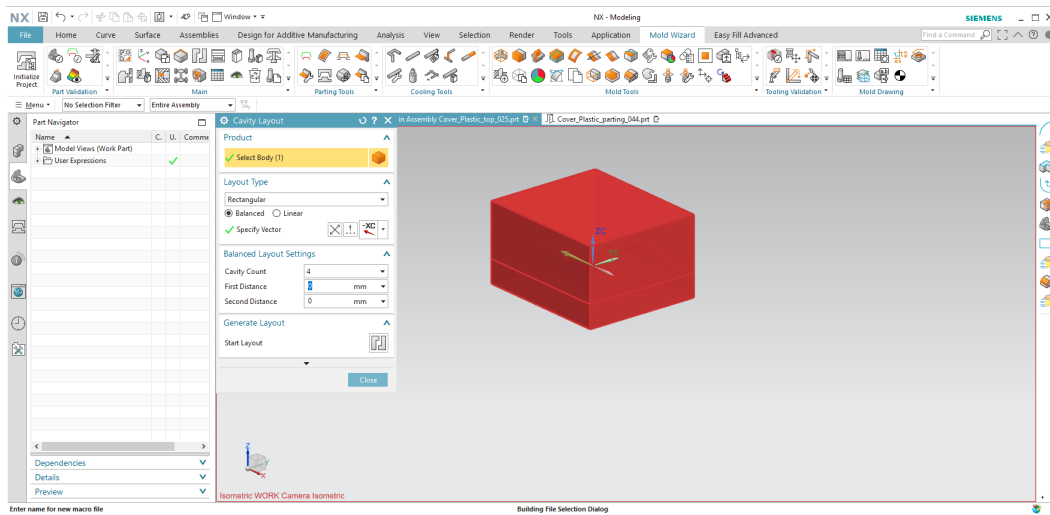 NX Window NX - Modeling SIEMENS
File Home Curve Surface Assemblies Design for Additive Manufacturing Analysis View Selection Render Tools Application Mold Wizard Easy Fill Advanced Find a Command
Initialize
Project
Part Validation Main Parting Tools Cooling Tools Mold Tools Tooling Validation Mold Drawing
Menu No Selection Filter Entire Assembly
Part Navigator
Name C. U. Comme
Model Views (Work Part)
User Expressions
Dependencies
Details
Preview
Cavity Layout
Product
Select Body (1)
Layout Type
Rectangular
Balanced Linear
Specify Vector -XC
Balanced Layout Settings
Cavity Count 4
First Distance 0 mm
Second Distance 0 mm
Generate Layout
Start Layout
Close
in Assembly Cover_Plastic_top_025.prt Cover_Plastic_parting_044.prt
ZC
Z
X
Isometric WORK Camera Isometric
Enter name for new macro file Building File Selection Dialog